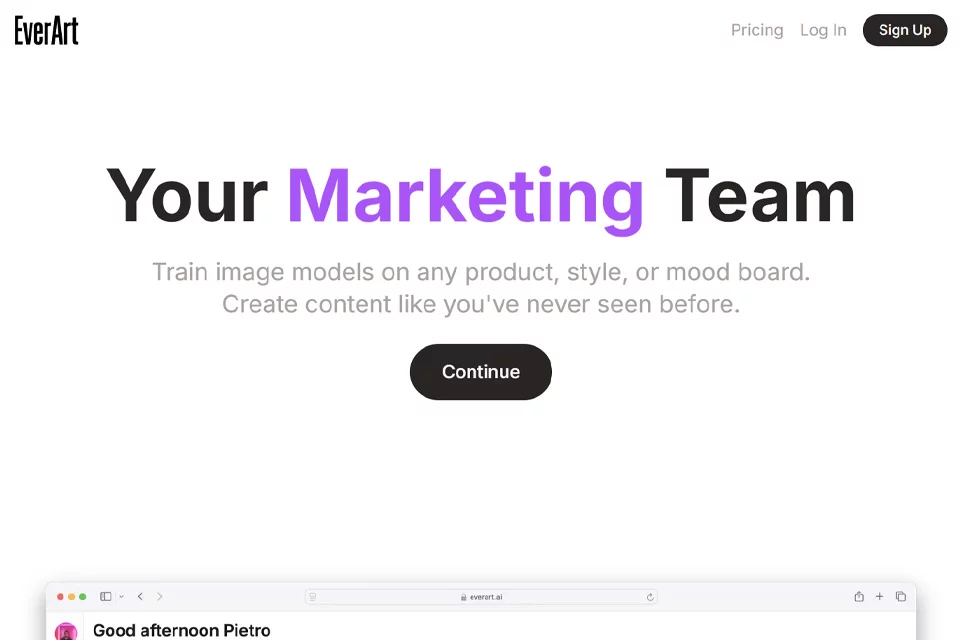 EverArt
Pricing
Log In
Sign Up
Your Marketing Team
Train image models on any product, style, or mood board.
Create content like you've never seen before.
Continue
everart.ai
Good afternoon Pietro